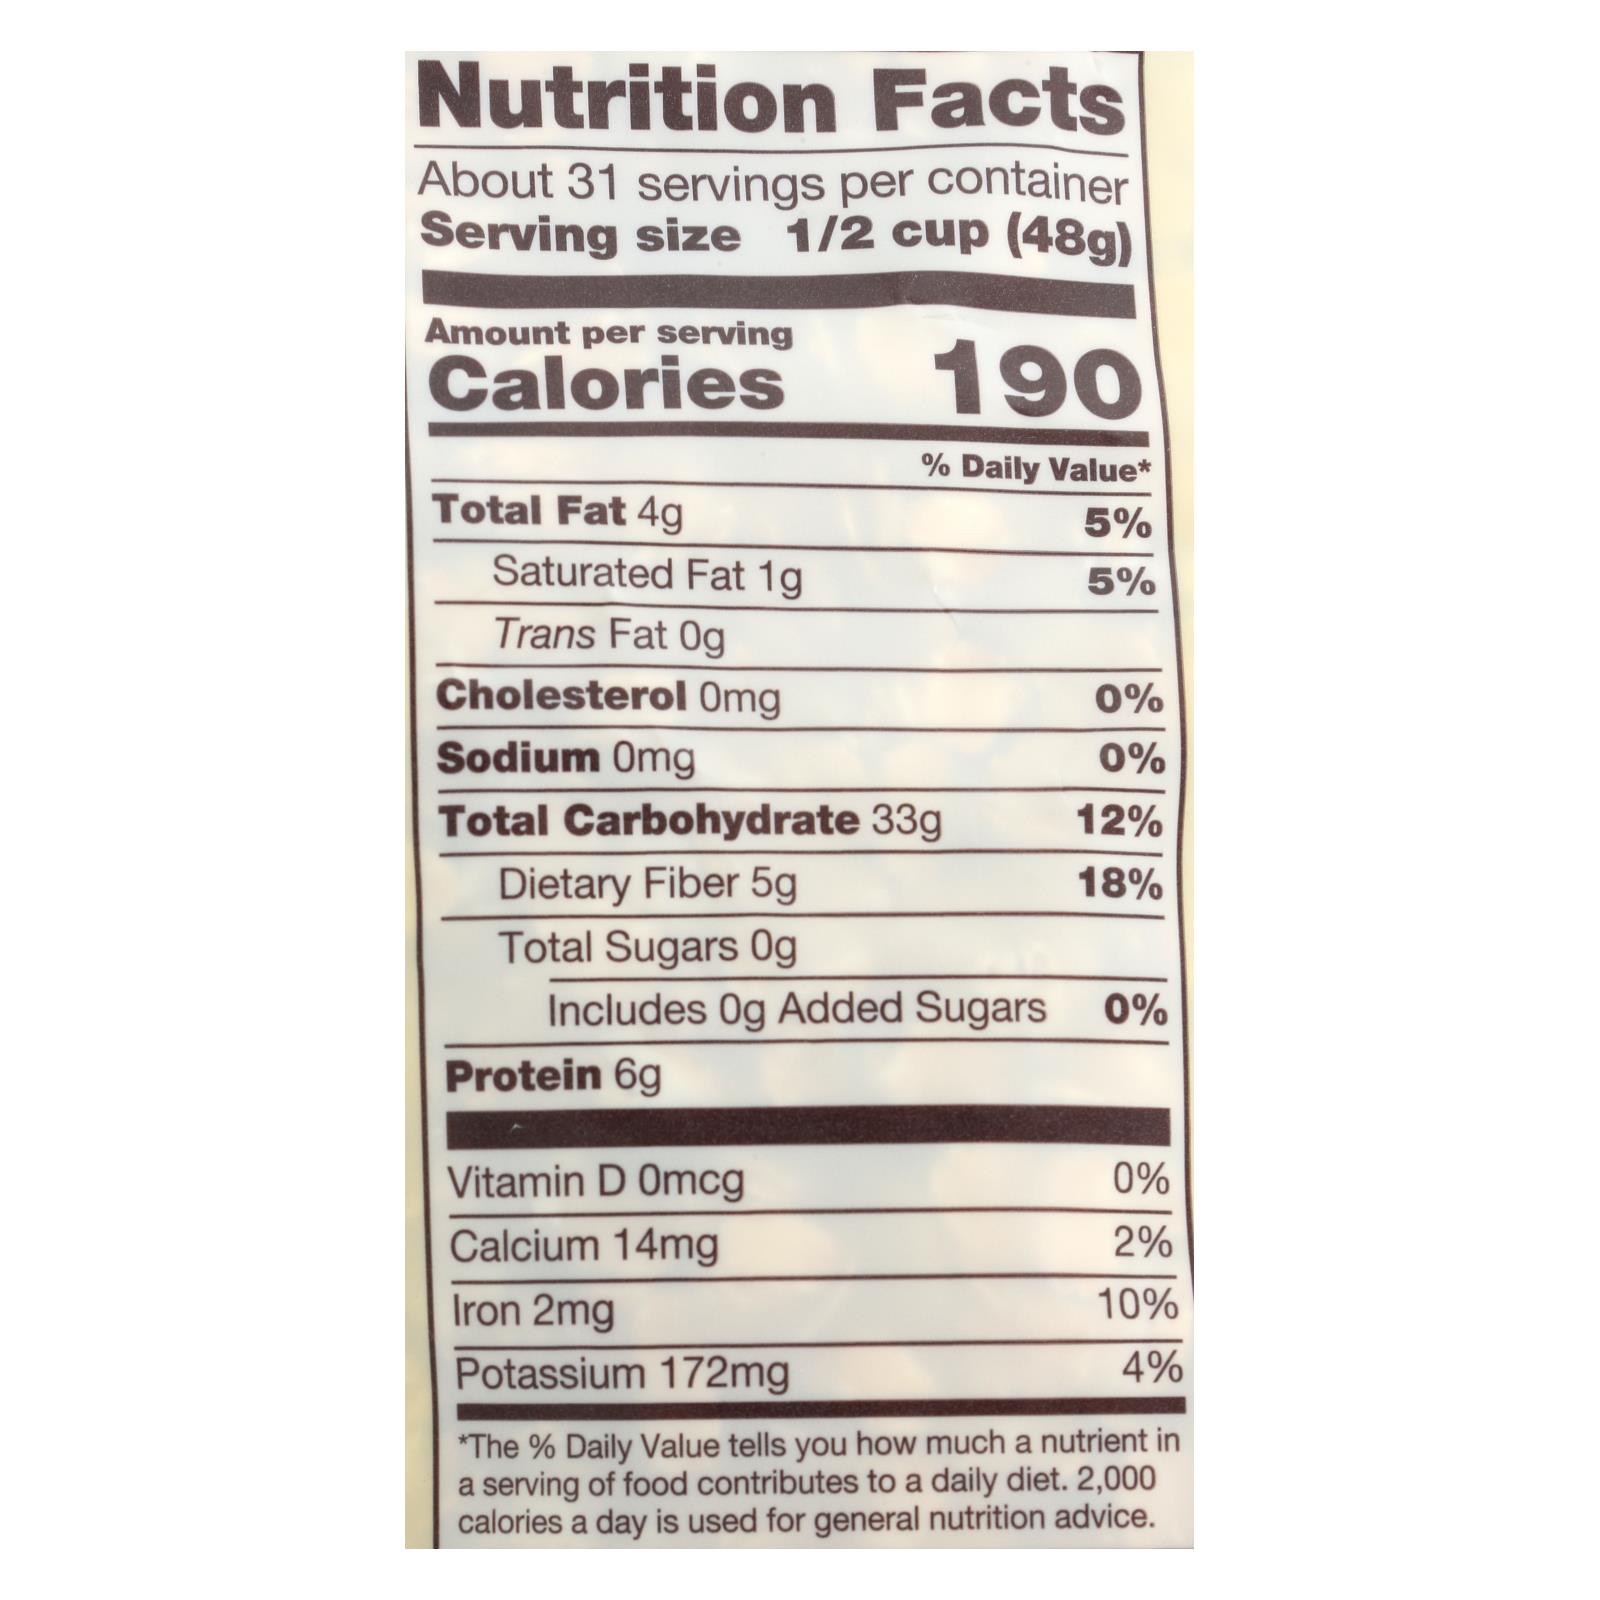 Nutrition Facts
About 31 servings per container
Serving size 1/2 cup (48g)
Amount per serving
Calories 190
% Daily Value*
Total Fat 4g 5%
Saturated Fat 1g 5%
Trans Fat 0g
Cholesterol 0mg 0%
Sodium 0mg 0%
Total Carbohydrate 33g 12%
Dietary Fiber 5g 18%
Total Sugars 0g
Includes 0g Added Sugars 0%
Protein 6g
Vitamin D 0mcg 0%
Calcium 14mg 2%
Iron 2mg 10%
Potassium 172mg 4%
*The % Daily Value tells you how much a nutrient in
a serving of food contributes to a daily diet. 2,000
calories a day is used for general nutrition advice.